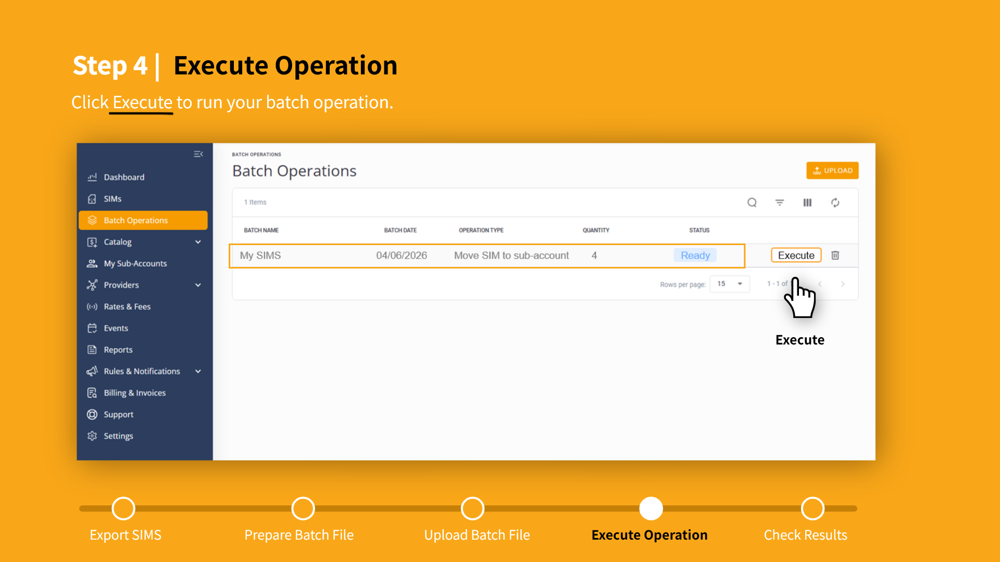 Step 4 | Execute Operation
Click Execute to run your batch operation.
Dashboard
SIMs
Batch Operations
Catalog
My Sub-Accounts
Providers
Rates & Fees
Events
Reports
Rules & Notifications
Billing & Invoices
Support
Settings
BATCH OPERATIONS
Batch Operations
UPLOAD
1 Items
BATCH NAME BATCH DATE OPERATION TYPE QUANTITY STATUS
My SIMS 04/06/2026 Move SIM to sub-account 4 Ready Execute
Rows per page: 15 1 - 1 of
Execute
Export SIMS Prepare Batch File Upload Batch File Execute Operation Check Results